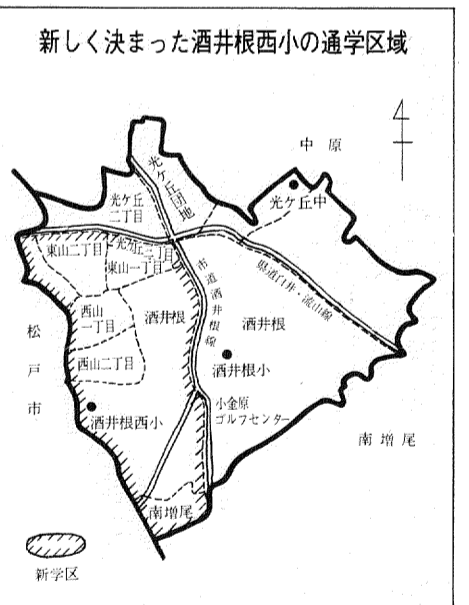 新しく決まった酒井根西小の通学区域
中原
光ケ丘団地
光ケ丘
二丁目
光ケ丘中
光ケ丘三丁目
東山二丁目
東山一丁目
市道酒井根線
県道白井・流山線
西山
一丁目
酒井根
酒井根
松戸市
西山二丁目
酒井根小
小金原
ゴルフセンター
酒井根西小
南増尾
南増尾
新学区